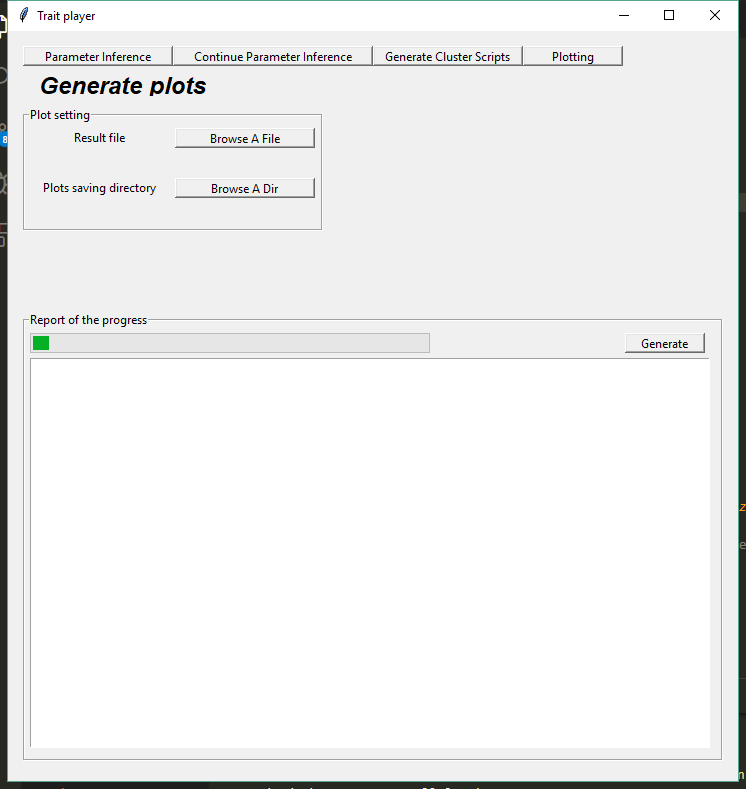 Trait player
Parameter Inference Continue Parameter Inference Generate Cluster Scripts Plotting
Generate plots
Plot setting
Result file Browse A File
Plots saving directory Browse A Dir
Report of the progress
Generate